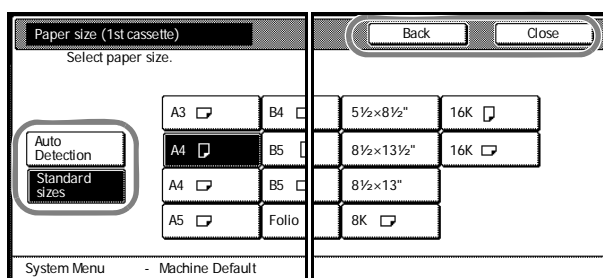 Paper size (1st cassette) Back Close
Select paper size.
A3 B4 5½×8½" 16K
Auto Detection A4 B5 8½×13½" 16K
Standard sizes A4 B5 8½×13"
A5 Folio 8K
System Menu - Machine Default